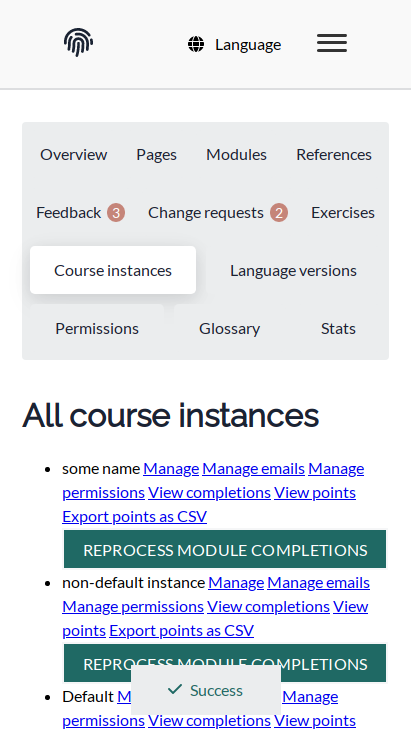 Language
Overview Pages Modules References
Feedback 3 Change requests 2 Exercises
Course instances Language versions
Permissions Glossary Stats
All course instances
some name Manage Manage emails Manage
permissions View completions View points
Export points as CSV
REPROCESS MODULE COMPLETIONS
non-default instance Manage Manage emails
Manage permissions View completions View
points Export points as CSV
REPROCESS MODULE COMPLETIONS
Default Manage
Success
permissions View completions View points